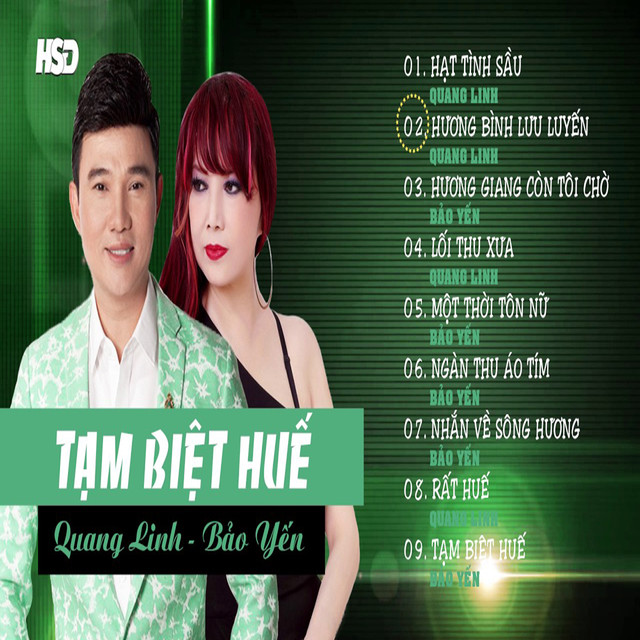 HSD
01. HẠT TÌNH SẦU
QUANG LINH
02. HƯƠNG BÌNH LƯU LUYẾN
QUANG LINH
03. HƯƠNG GIANG CÒN TÔI CHỜ
BẢO YẾN
04. LỐI THU XƯA
QUANG LINH
05. MỘT THỜI TÔN NỮ
BẢO YẾN
06. NGÀN THU ÁO TÍM
BẢO YẾN
07. NHẮN VỀ SÔNG HƯƠNG
BẢO YẾN
08. RẤT HUẾ
QUANG LINH
09. TẠM BIỆT HUẾ
BẢO YẾN
TẠM BIỆT HUẾ
Quang Linh - Bảo Yến